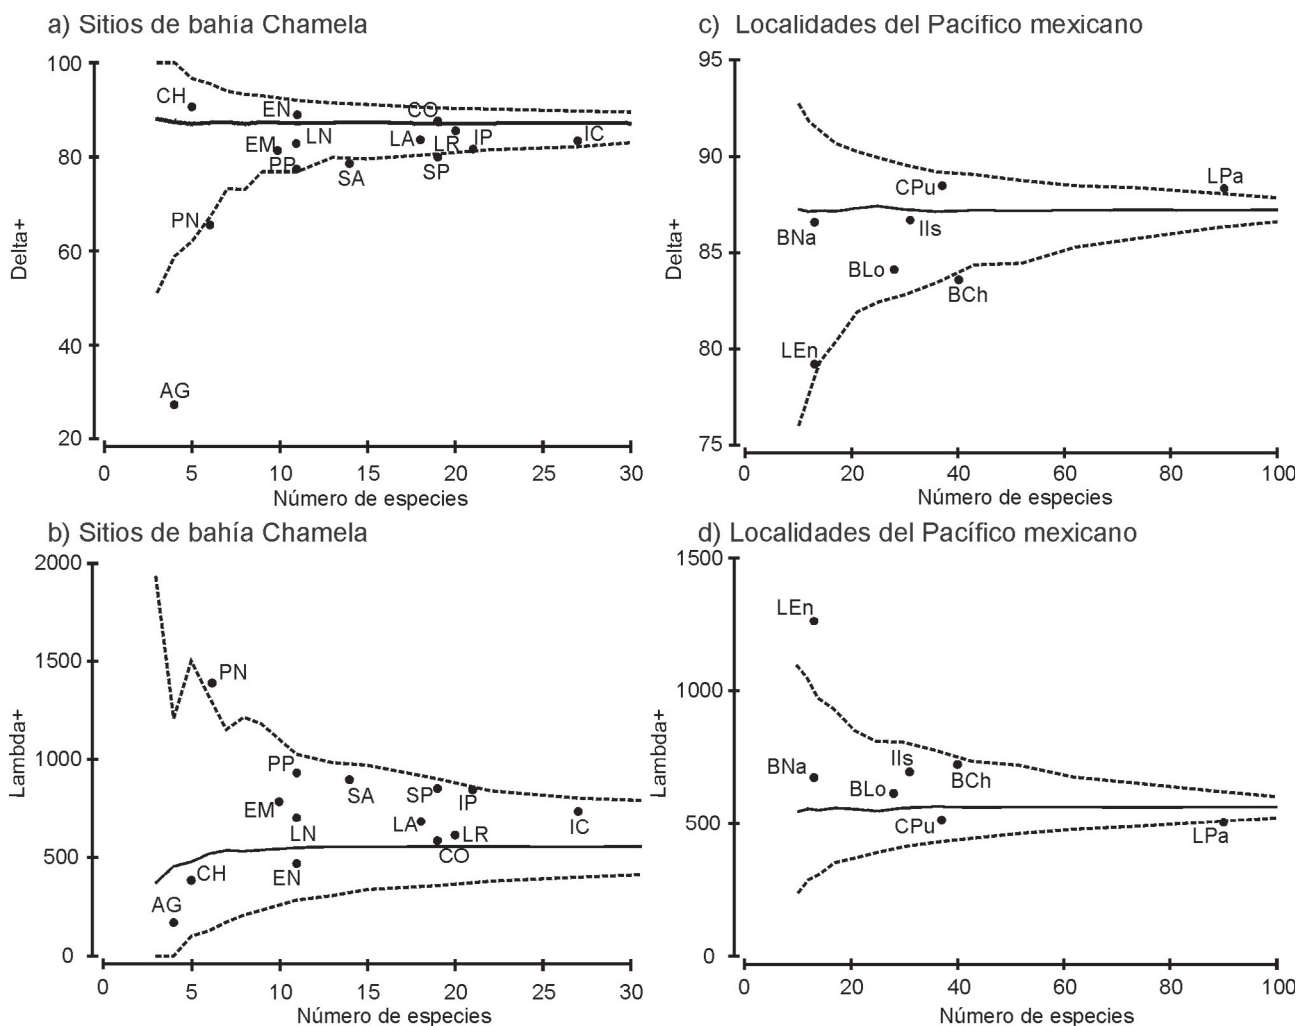 a) Sitios de bahía Chamela
100
80
60
40
20
Delta+
CH
EN
CO
EM
LN
LA
LR
IP
IC
PP
SA
SP
PN
AG
0
5
10
15
20
25
30
Número de especies
c) Localidades del Pacífico mexicano
95
90
85
80
75
Delta+
CPu
LPa
BNa
IIs
BLo
BCh
LEn
0
20
40
60
80
100
Número de especies
b) Sitios de bahía Chamela
2000
1500
1000
500
0
Lambda+
PN
PP
SA
SP
IP
EM
LN
LA
LR
IC
CO
EN
CH
AG
0
5
10
15
20
25
30
Número de especies
d) Localidades del Pacífico mexicano
1500
1000
500
0
Lambda+
LEn
IIs
BNa
BLo
BCh
CPu
LPa
0
20
40
60
80
100
Número de especies